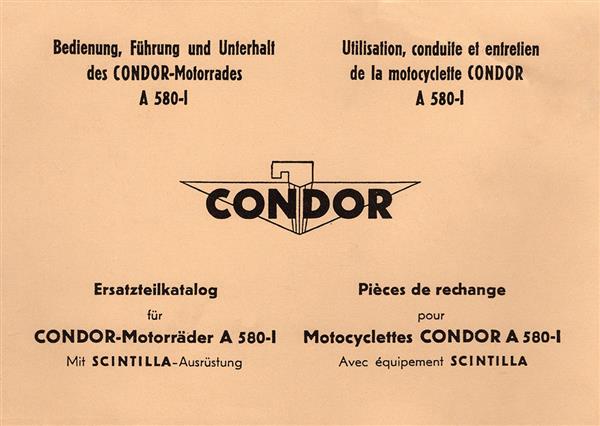 Bedienung, Führung und Unterhalt
des CONDOR-Motorrades
A 580-I
Utilisation, conduite et entretien
de la motocyclette CONDOR
A 580-I
CONDOR
Ersatzteilkatalog
für
CONDOR-Motorräder A 580-I
Mit SCINTILLA-Ausrüstung
Pièces de rechange
pour
Motocyclettes CONDOR A 580-I
Avec équipement SCINTILLA